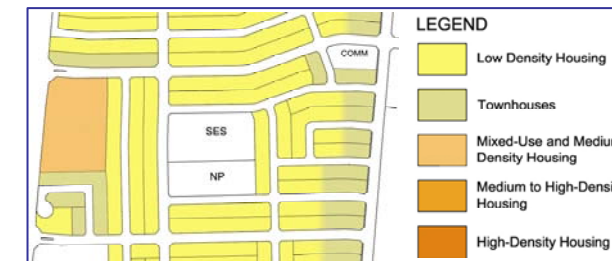 LEGEND
COMM
Low Density Housing
Townhouses
SES
Mixed-Use and Mediu
Density Housing
NP
Medium to High-Densi
Housing
High-Density Housing